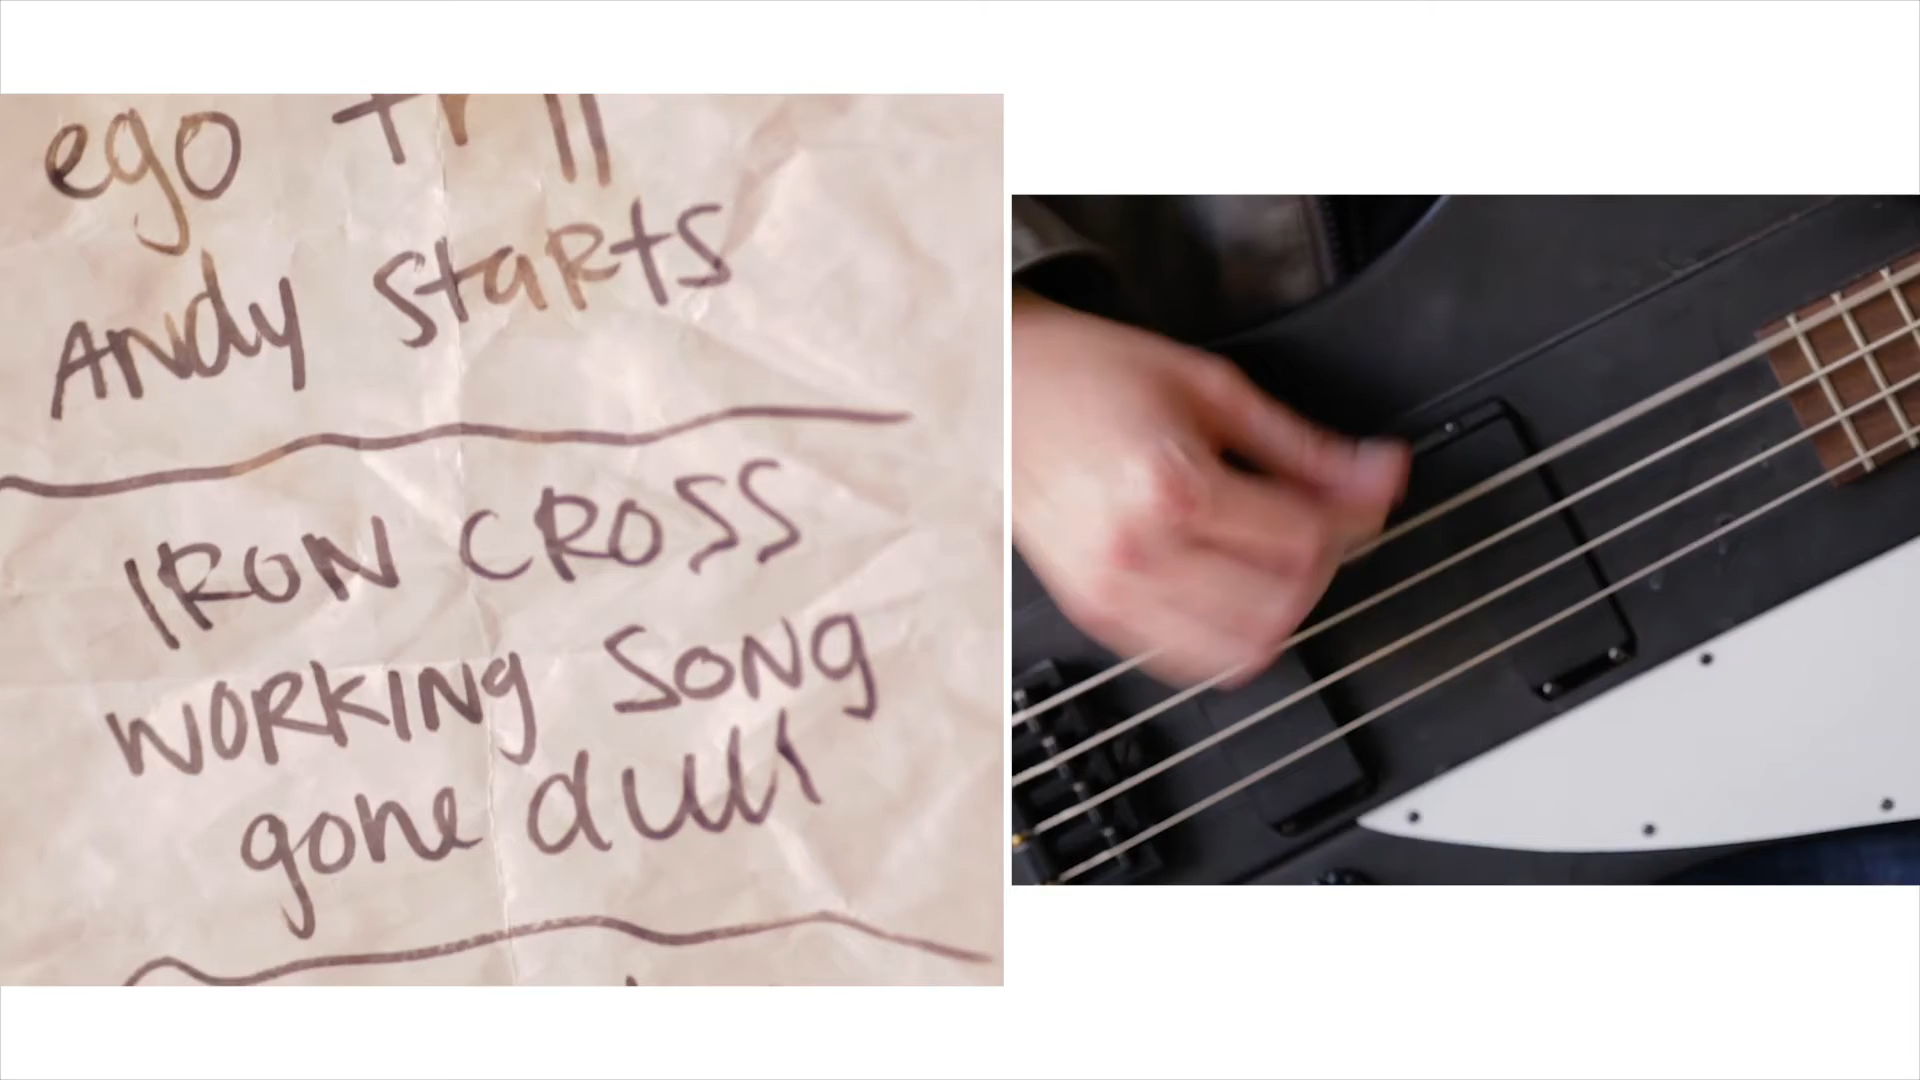 ego
Andy starts
IRON CROSS
WORKING SONG
gone dull